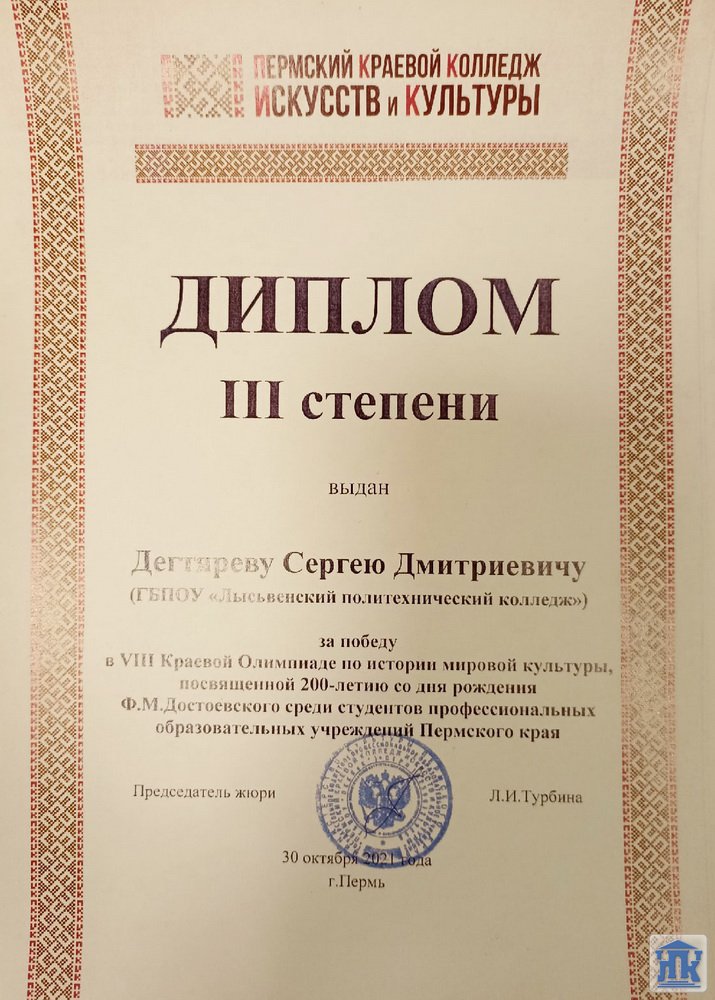 ПЕРМСКИЙ КРАЕВОЙ КОЛЛЕДЖ
ИСКУССТВ И КУЛЬТУРЫ
ДИПЛОМ
III степени
выдан
Дегтяреву Сергею Дмитриевичу
(ГБПОУ «Лысьвенский политехнический колледж»)
за победу
в VIII Краевой Олимпиаде по истории мировой культуры,
посвященной 200-летию со дня рождения
Ф.М.Достоевского среди студентов профессиональных
образовательных учреждений Пермского края
Председатель жюри
Л.И.Турбина
30 октября 2021 года
г.Пермь